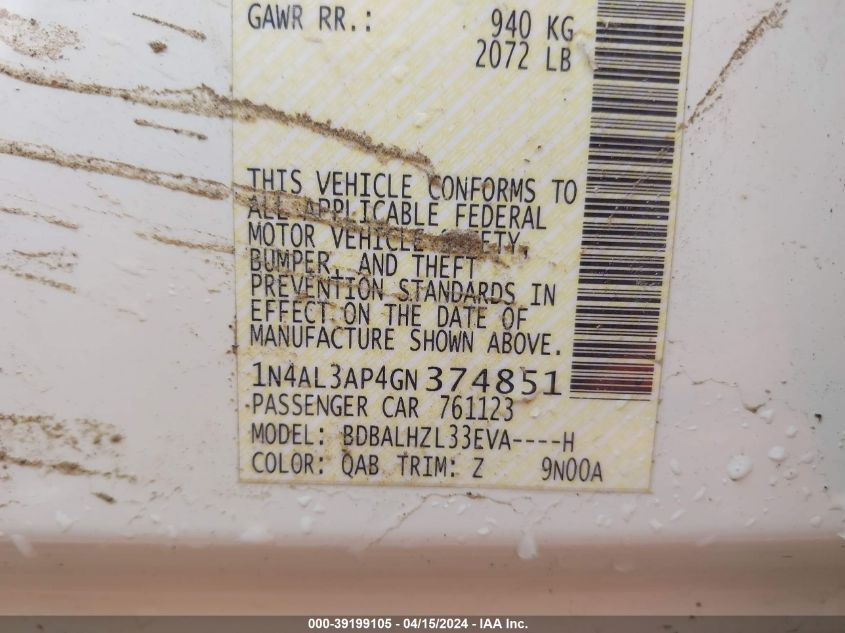 GAWR RR.: 940 KG
2072 LB
THIS VEHICLE CONFORMS TO
ALL APPLICABLE FEDERAL
MOTOR VEHICLE SAFETY,
BUMPER, AND THEFT
PREVENTION STANDARDS IN
EFFECT ON THE DATE OF
MANUFACTURE SHOWN ABOVE.
1N4AL3AP4GN374851
PASSENGER CAR 761123
MODEL: BDBALHZL33EVA----H
COLOR: QAB TRIM: Z 9N00A
000-39199105 - 04/15/2024 - IAA Inc.